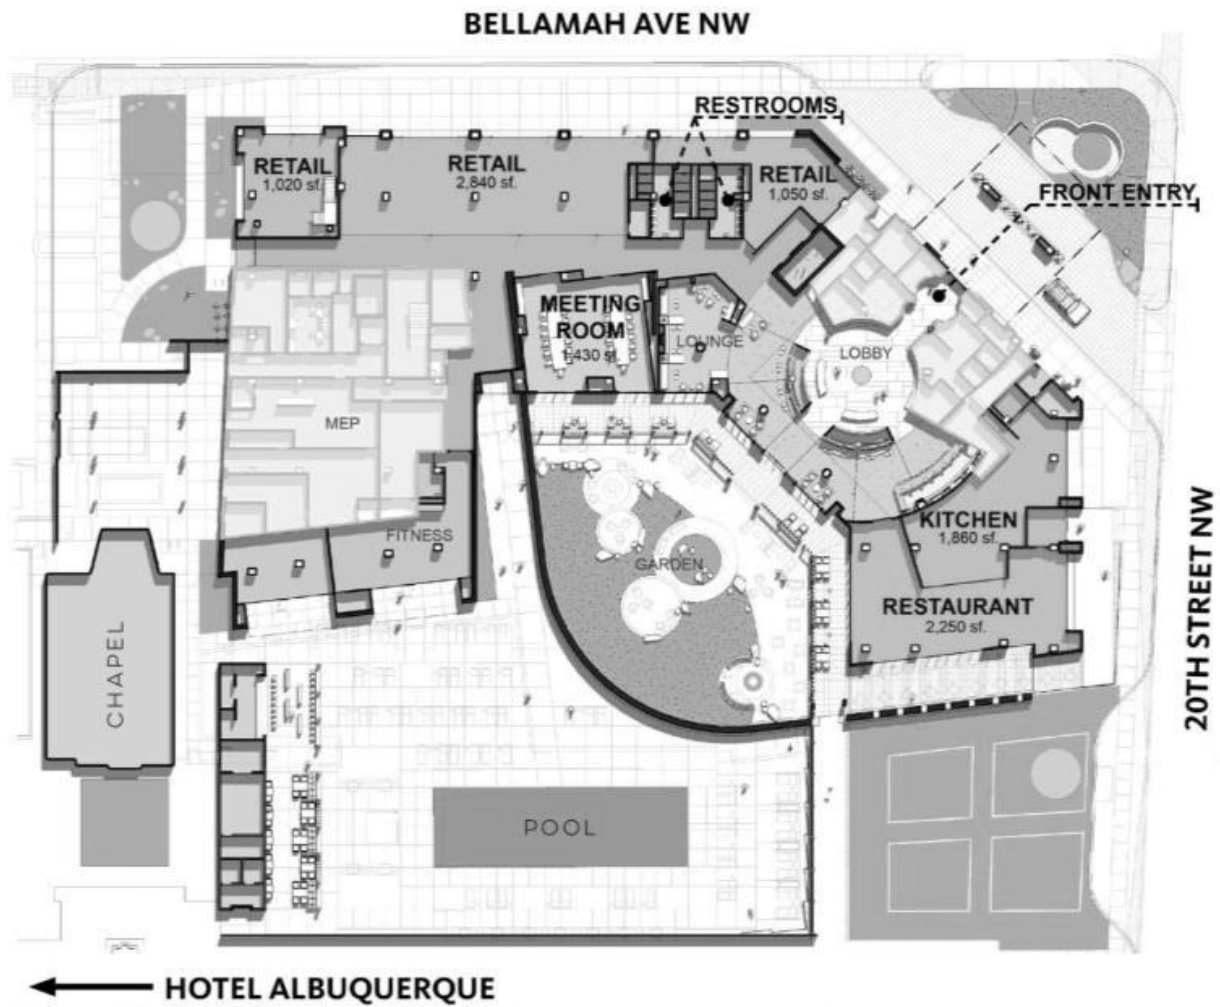 BELLAMAH AVE NW
RESTROOMS
RETAIL
1,020 sf.
RETAIL
2,840 sf.
RETAIL
1,050 sf.
FRONT ENTRY
MEETING
ROOM
1,430 sf.
LOUNGE
LOBBY
MEP
FITNESS
KITCHEN
1,860 sf.
GARDEN
RESTAURANT
2,250 sf.
20TH STREET NW
CHAPEL
POOL
HOTEL ALBUQUERQUE